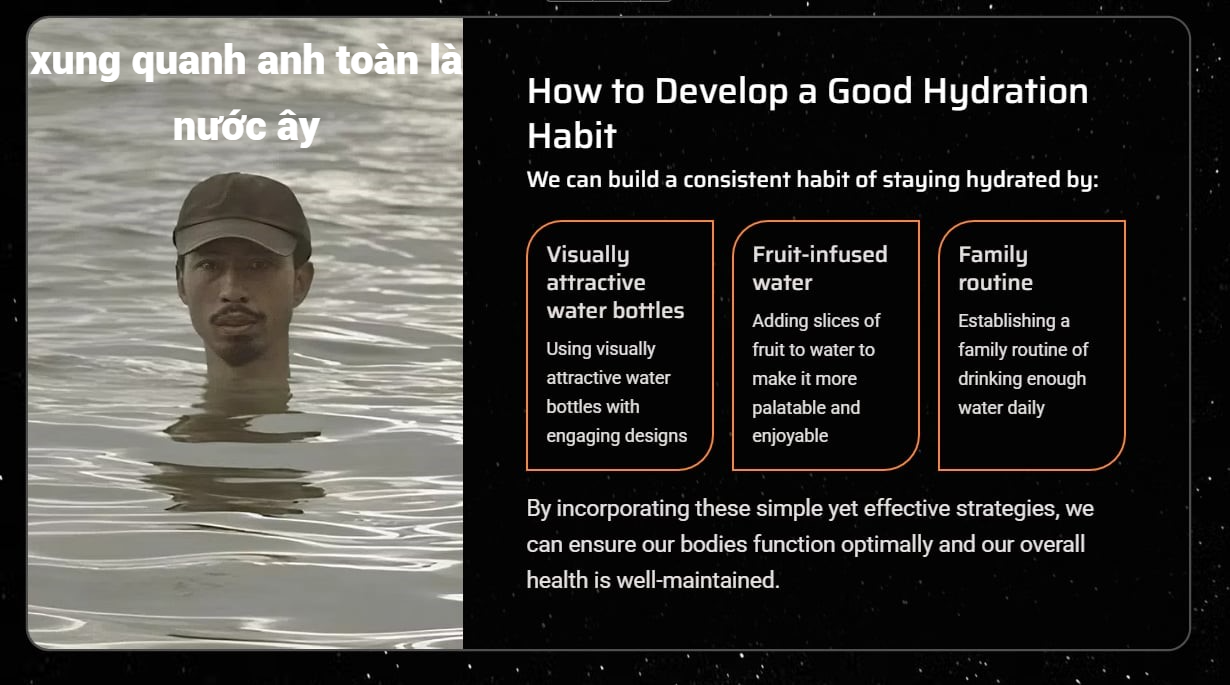 xung quanh anh toàn là
nước ây
How to Develop a Good Hydration
Habit
We can build a consistent habit of staying hydrated by:
Visually
attractive
water bottles
Using visually
attractive water
bottles with
engaging designs
Fruit-infused
water
Adding slices of
fruit to water to
make it more
palatable and
enjoyable
Family
routine
Establishing a
family routine of
drinking enough
water daily
By incorporating these simple yet effective strategies, we
can ensure our bodies function optimally and our overall
health is well-maintained.